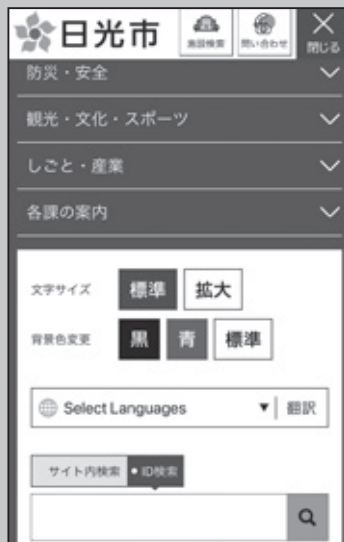 日光市
施設検索
問い合わせ
閉じる
防災・安全
観光・文化・スポーツ
しごと・産業
各課の案内
文字サイズ 標準 拡大
背景色変更 黒 青 標準
Select Languages ▼ 翻訳
サイト内検索 • ID検索